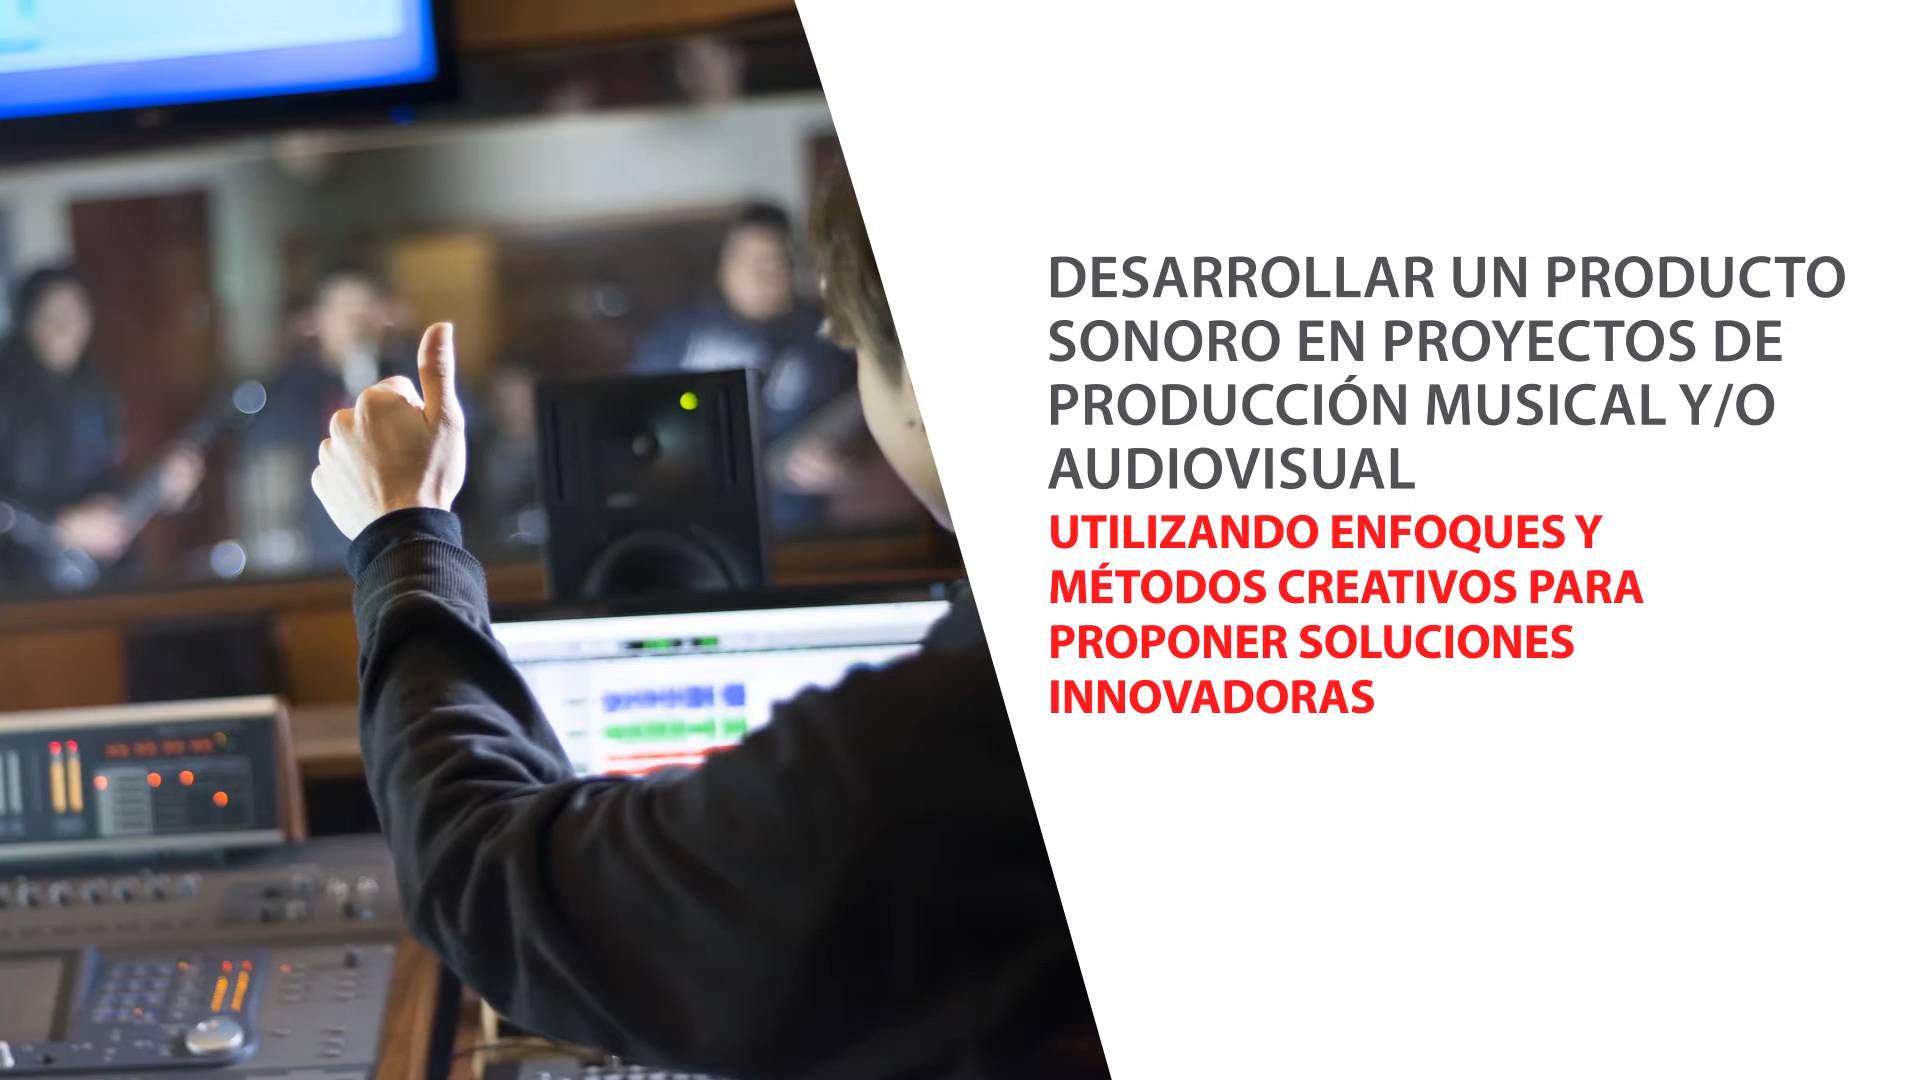 DESARROLLAR UN PRODUCTO
SONORO EN PROYECTOS DE
PRODUCCIÓN MUSICAL Y/O
AUDIOVISUAL
UTILIZANDO ENFOQUES Y
MÉTODOS CREATIVOS PARA
PROPONER SOLUCIONES
INNOVADORAS